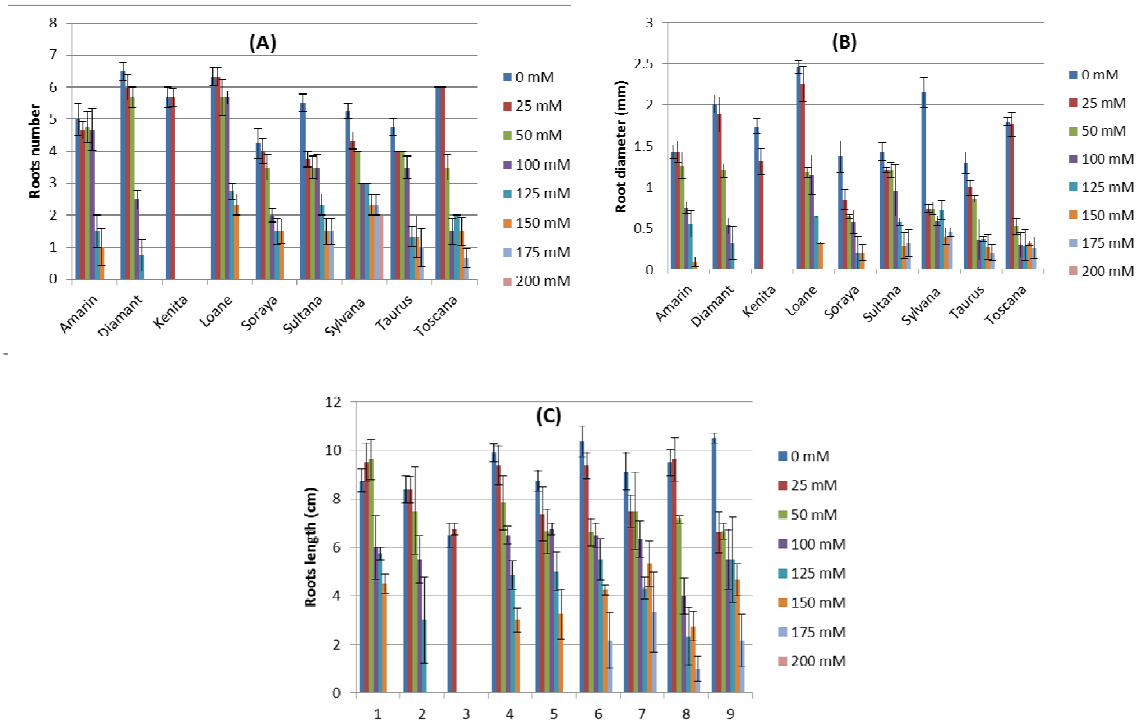 (A)
Roots number
8
7
6
5
4
3
2
1
0
Amarin
Diamant
Kenita
Loane
Soraya
Sultana
Sylvana
Taurus
Toscana
0 mM
25 mM
50 mM
100 mM
125 mM
150 mM
175 mM
200 mM
(B)
Root diameter (mm)
3
2.5
2
1.5
1
0.5
0
Amarin
Diamant
Kenita
Loane
Soraya
Sultana
Sylvana
Taurus
Toscana
0 mM
25 mM
50 mM
100 mM
125 mM
150 mM
175 mM
200 mM
(C)
Roots length (cm)
12
10
8
6
4
2
0
1 2 3 4 5 6 7 8 9
0 mM
25 mM
50 mM
100 mM
125 mM
150 mM
175 mM
200 mM